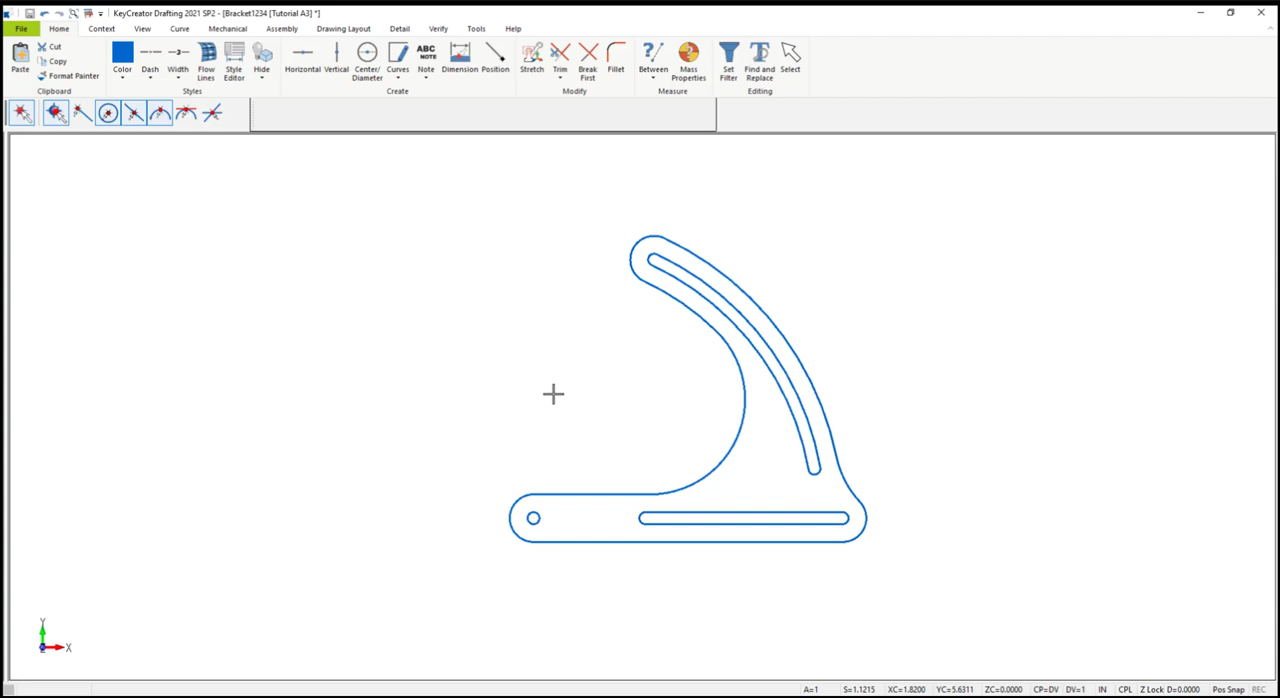 KeyCreator Drafting 2021 SP2 - [Bracket1234 [Tutorial A3] *]
File Home Context View Curve Mechanical Assembly Drawing Layout Detail Verify Tools Help
Paste
Cut
Copy
Format Painter
Clipboard
Color Dash Width Flow Lines Style Editor Hide
Styles
Horizontal Vertical Center/ Diameter Curves ABC NOTE Note Dimension Position
Create
Stretch Trim Break First Fillet
Modify
Between Mass Properties
Measure
Set Filter Find and Replace Select
Editing
Y
X
A=1 S=1.1215 XC=1.8200 YC=5.6311 ZC=0.0000 CP=DV DV=1 IN CPL Z Lock D=0.0000 Pos Snap REC